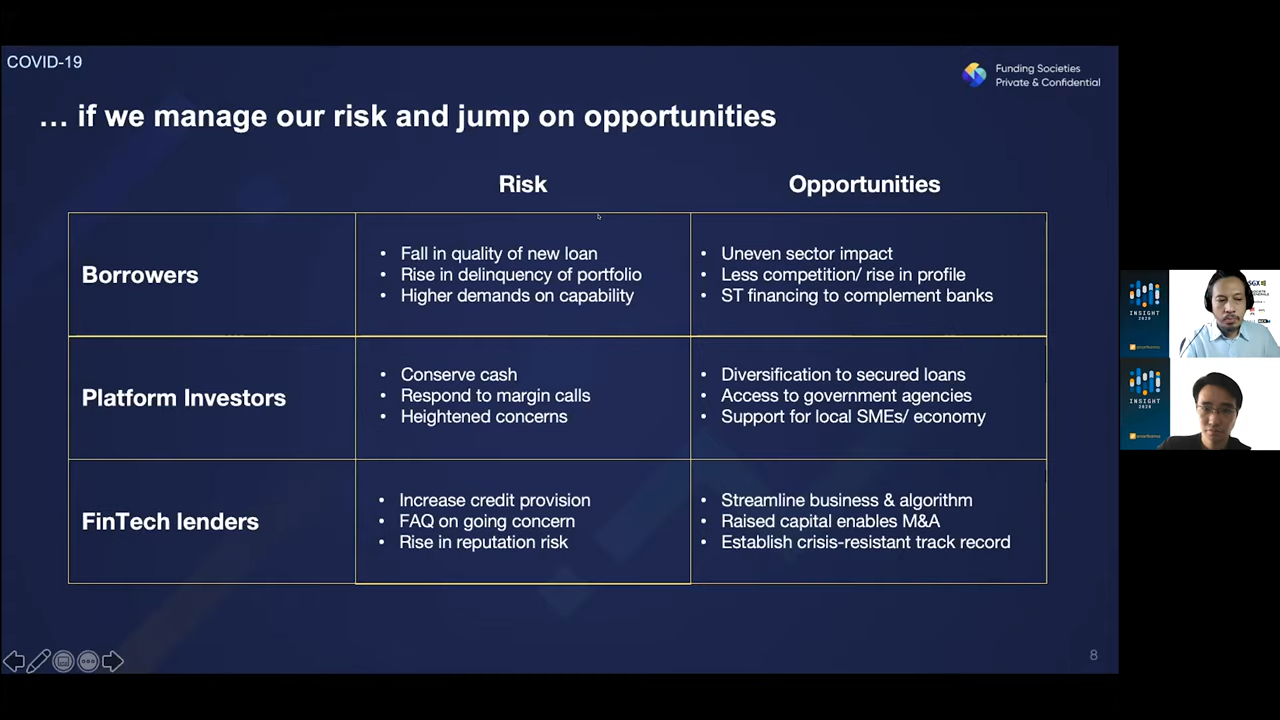 COVID-19
Funding Societies
Private & Confidential
… if we manage our risk and jump on opportunities
Risk
Opportunities
Borrowers
• Fall in quality of new loan
• Rise in delinquency of portfolio
• Higher demands on capability
• Uneven sector impact
• Less competition/ rise in profile
• ST financing to complement banks
Platform Investors
• Conserve cash
• Respond to margin calls
• Heightened concerns
• Diversification to secured loans
• Access to government agencies
• Support for local SMEs/ economy
FinTech lenders
• Increase credit provision
• FAQ on going concern
• Rise in reputation risk
• Streamline business & algorithm
• Raised capital enables M&A
• Establish crisis-resistant track record
8
INSIGHT
2020
SGX
INSIGHT
2020